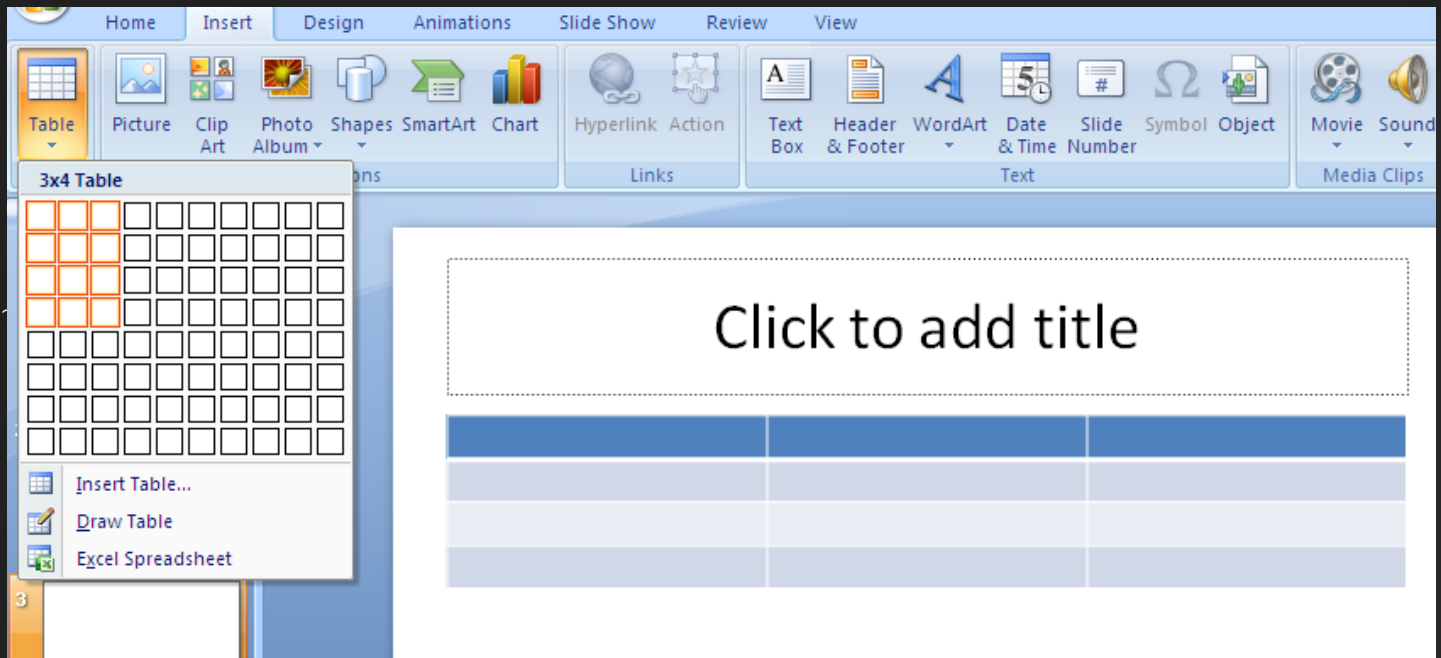 Home Insert Design Animations Slide Show Review View
Table Picture Clip Art Photo Album Shapes SmartArt Chart Hyperlink Action A Text Box Header & Footer WordArt 5 Date & Time # Slide Number Symbol Object Movie Sound
ons Links Text Media Clips
3x4 Table
Insert Table...
Draw Table
Excel Spreadsheet
3
Click to add title